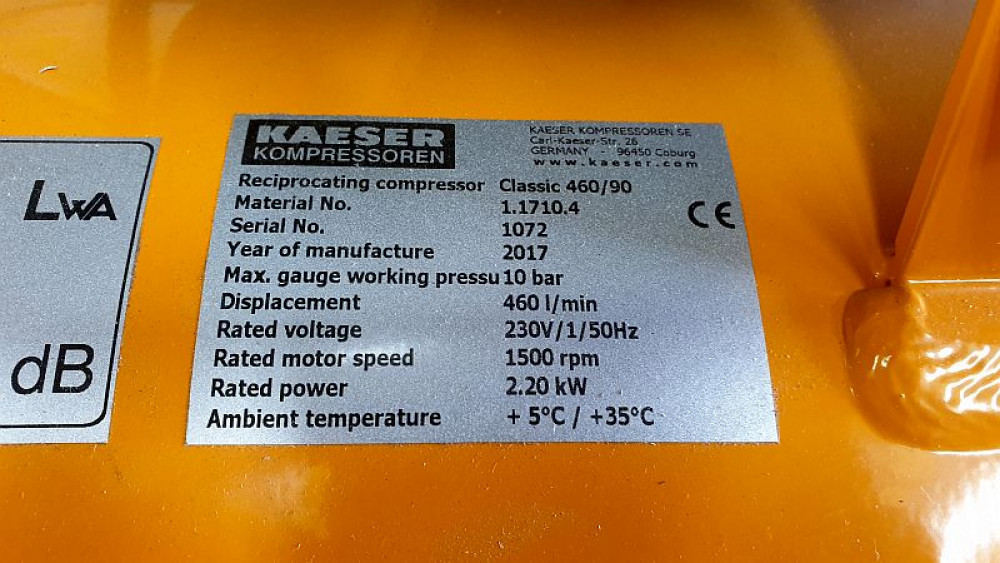 LWA
dB
KAESER
KOMPRESSOREN
KAESER KOMPRESSOREN SE
Carl-Kaeser-Str. 26
GERMANY - 96450 Coburg
www.kaeser.com
CE
Reciprocating compressor Classic 460/90
Material No. 1.1710.4
Serial No. 1072
Year of manufacture 2017
Max. gauge working pressu 10 bar
Displacement 460 l/min
Rated voltage 230V/1/50Hz
Rated motor speed 1500 rpm
Rated power 2.20 kW
Ambient temperature + 5°C / +35°C